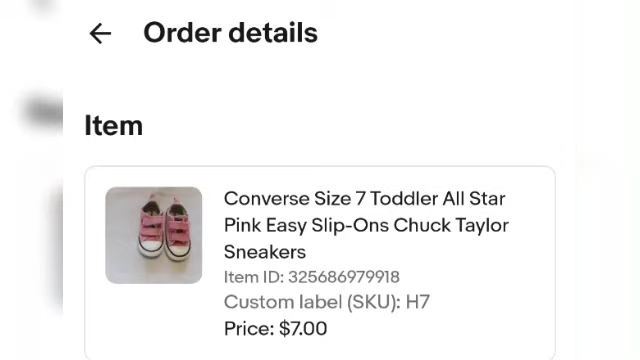 Order details
Item
Converse Size 7 Toddler All Star
Pink Easy Slip-Ons Chuck Taylor
Sneakers
Item ID: 325686979918
Custom label (SKU): H7
Price: $7.00